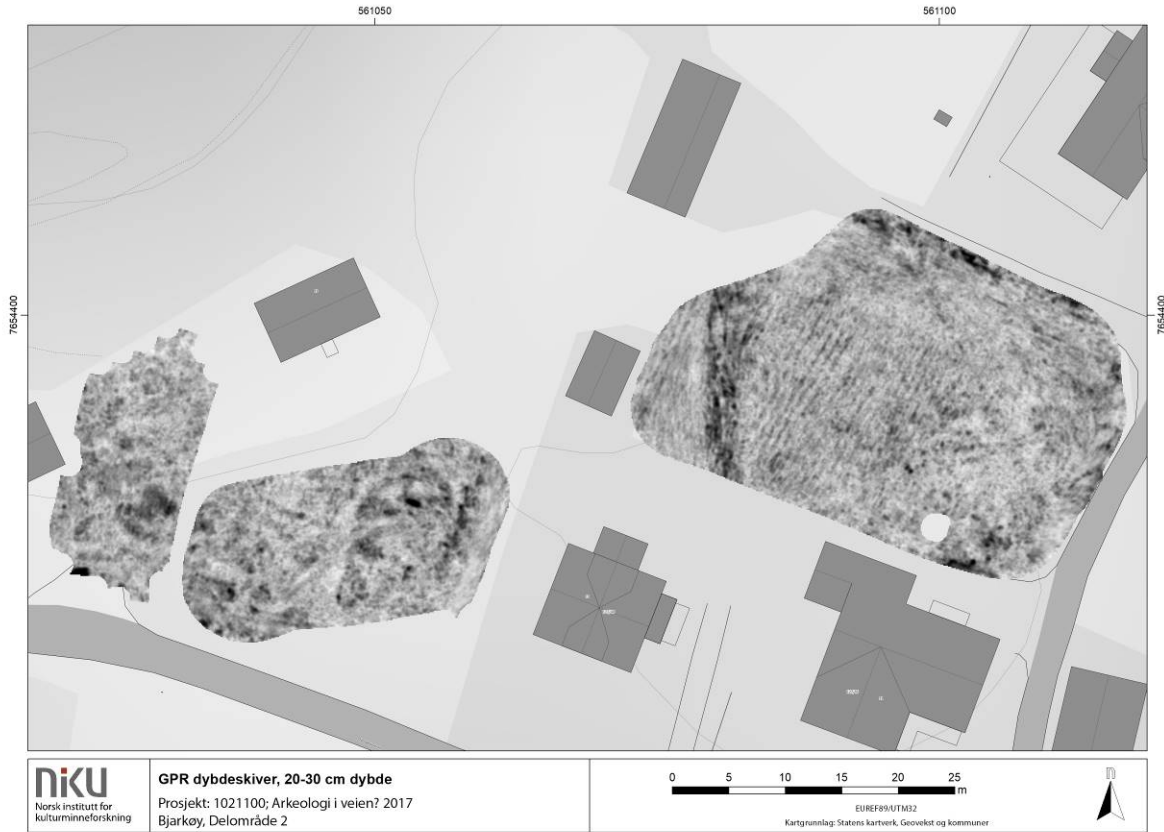 561050
561100
7654400
7654400
niKU
Norsk institutt for
kulturminneforskning
GPR dybdeskiver, 20-30 cm dybde
Prosjekt: 1021100; Arkeologi i veien? 2017
Bjarkøy, Delområde 2
0 5 10 15 20 25
m
EUREF89/UTM32
Kartgrunnlag: Statens kartverk, Geovekst og kommuner
n